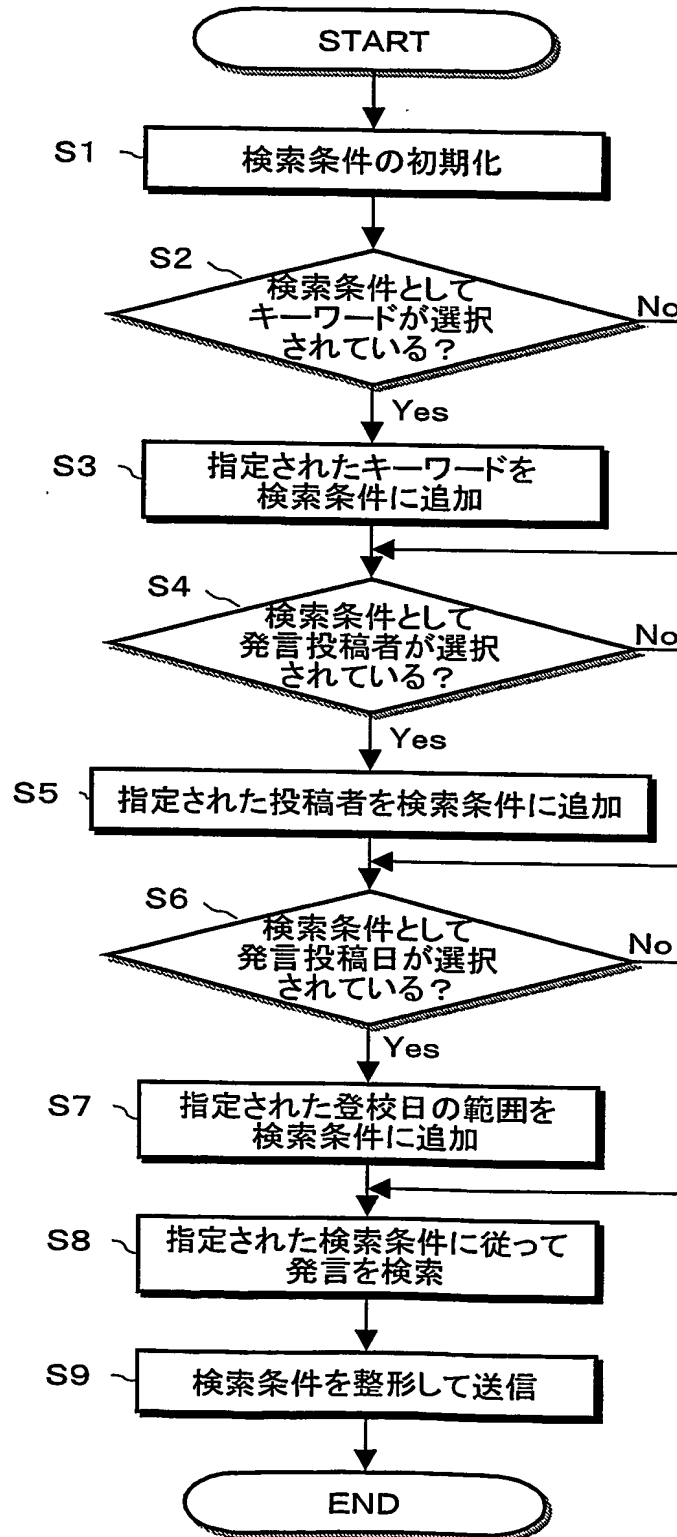 START
S1
検索条件の初期化
S2
検索条件として
キーワードが選択
されている?
No
Yes
S3
指定されたキーワードを
検索条件に追加
S4
検索条件として
発言投稿者が選択
されている?
No
Yes
S5
指定された投稿者を検索条件に追加
S6
検索条件として
発言投稿日が選択
されている?
No
Yes
S7
指定された登校日の範囲を
検索条件に追加
S8
指定された検索条件に従って
発言を検索
S9
検索条件を整形して送信
END